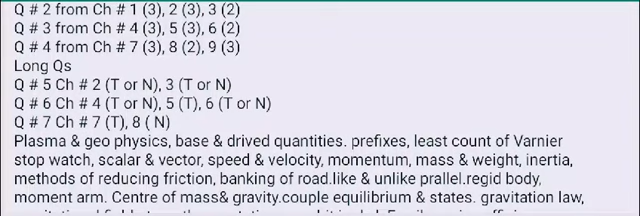 Q # 2 from Ch # 1 (3), 2 (3), 3 (2)
Q # 3 from Ch # 4 (3), 5 (3), 6 (2)
Q # 4 from Ch # 7 (3), 8 (2), 9 (3)
Long Qs
Q # 5 Ch # 2 (T or N), 3 (T or N)
Q # 6 Ch # 4 (T or N), 5 (T), 6 (T or N)
Q # 7 Ch # 7 (T), 8 ( N)
Plasma & geo physics, base & drived quantities. prefixes, least count of Varnier
stop watch, scalar & vector, speed & velocity, momentum, mass & weight, inertia,
methods of reducing friction, banking of road.like & unlike prallel.regid body,
moment arm. Centre of mass& gravity.couple equilibrium & states. gravitation law,